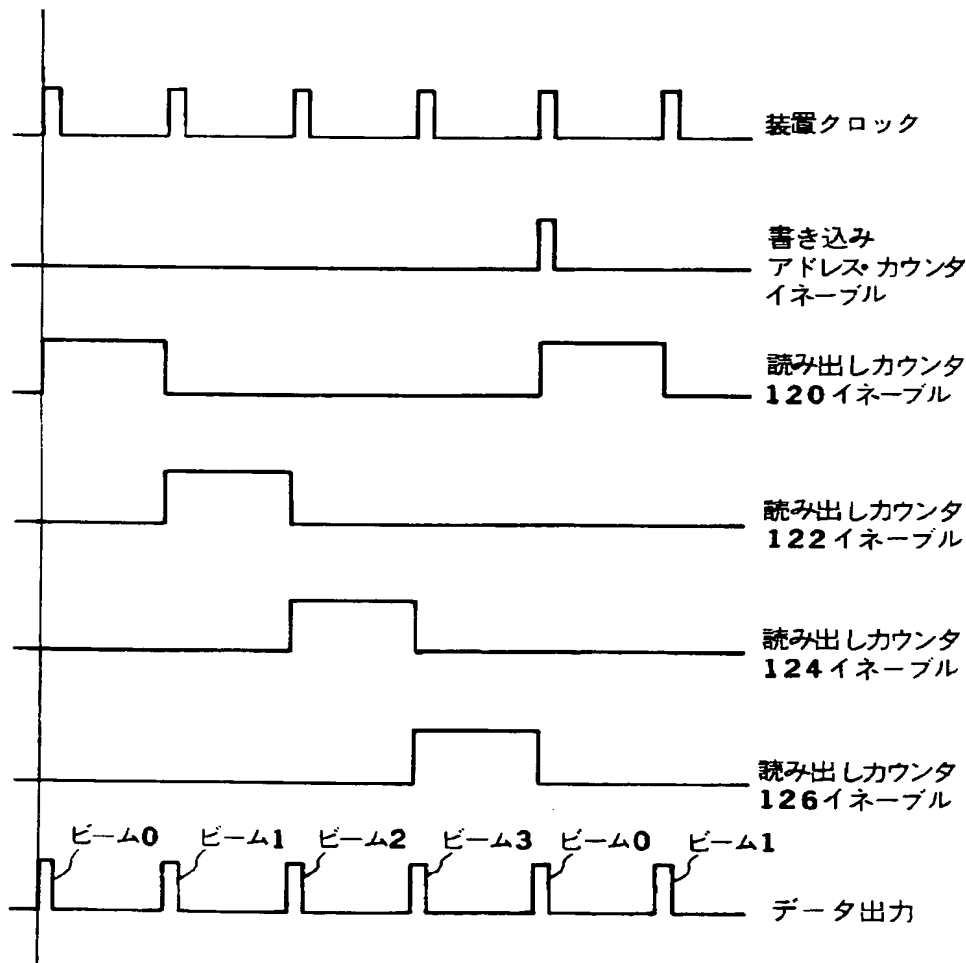 装置クロック
書き込み
アドレス・カウンタ
イネーブル
読み出しカウンタ
120イネーブル
読み出しカウンタ
122イネーブル
読み出しカウンタ
124イネーブル
読み出しカウンタ
126イネーブル
ビーム0 ビーム1 ビーム2 ビーム3 ビーム0 ビーム1
データ出力